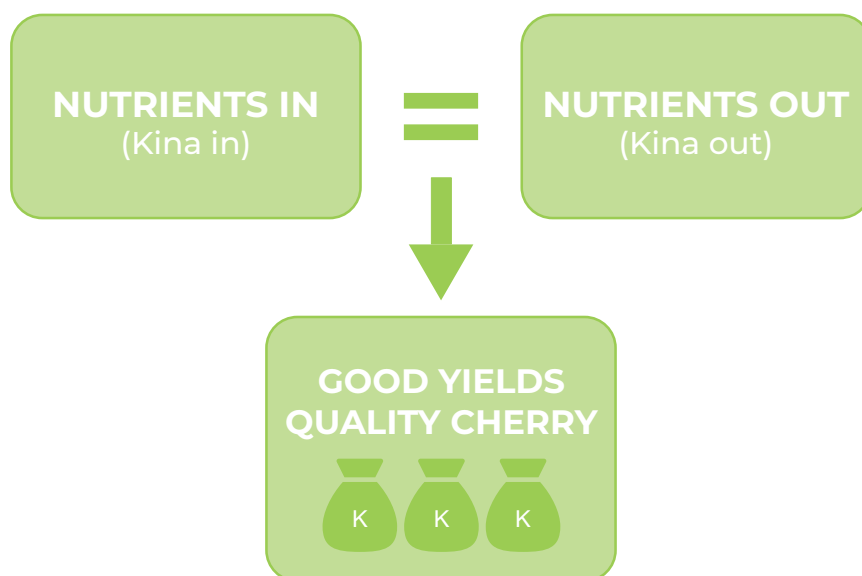 NUTRIENTS IN
(Kina in)
=
NUTRIENTS OUT
(Kina out)
GOOD YIELDS
QUALITY CHERRY
K K K